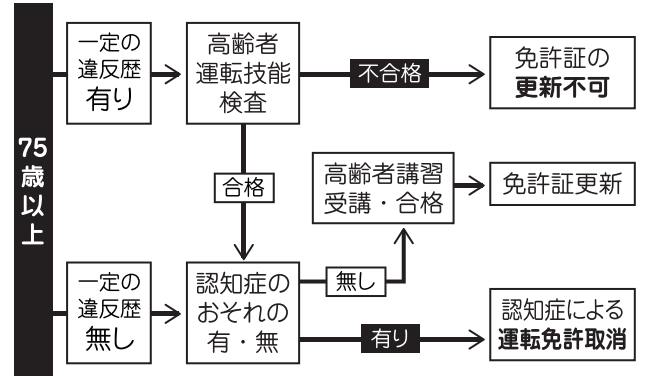 75歳以上
一定の
違反歴
有り
高齢者
運転技能
検査
不合格
免許証の
更新不可
合格
高齢者講習
受講・合格
免許証更新
一定の
違反歴
無し
認知症の
おそれの
有・無
無し
有り
認知症による
運転免許取消